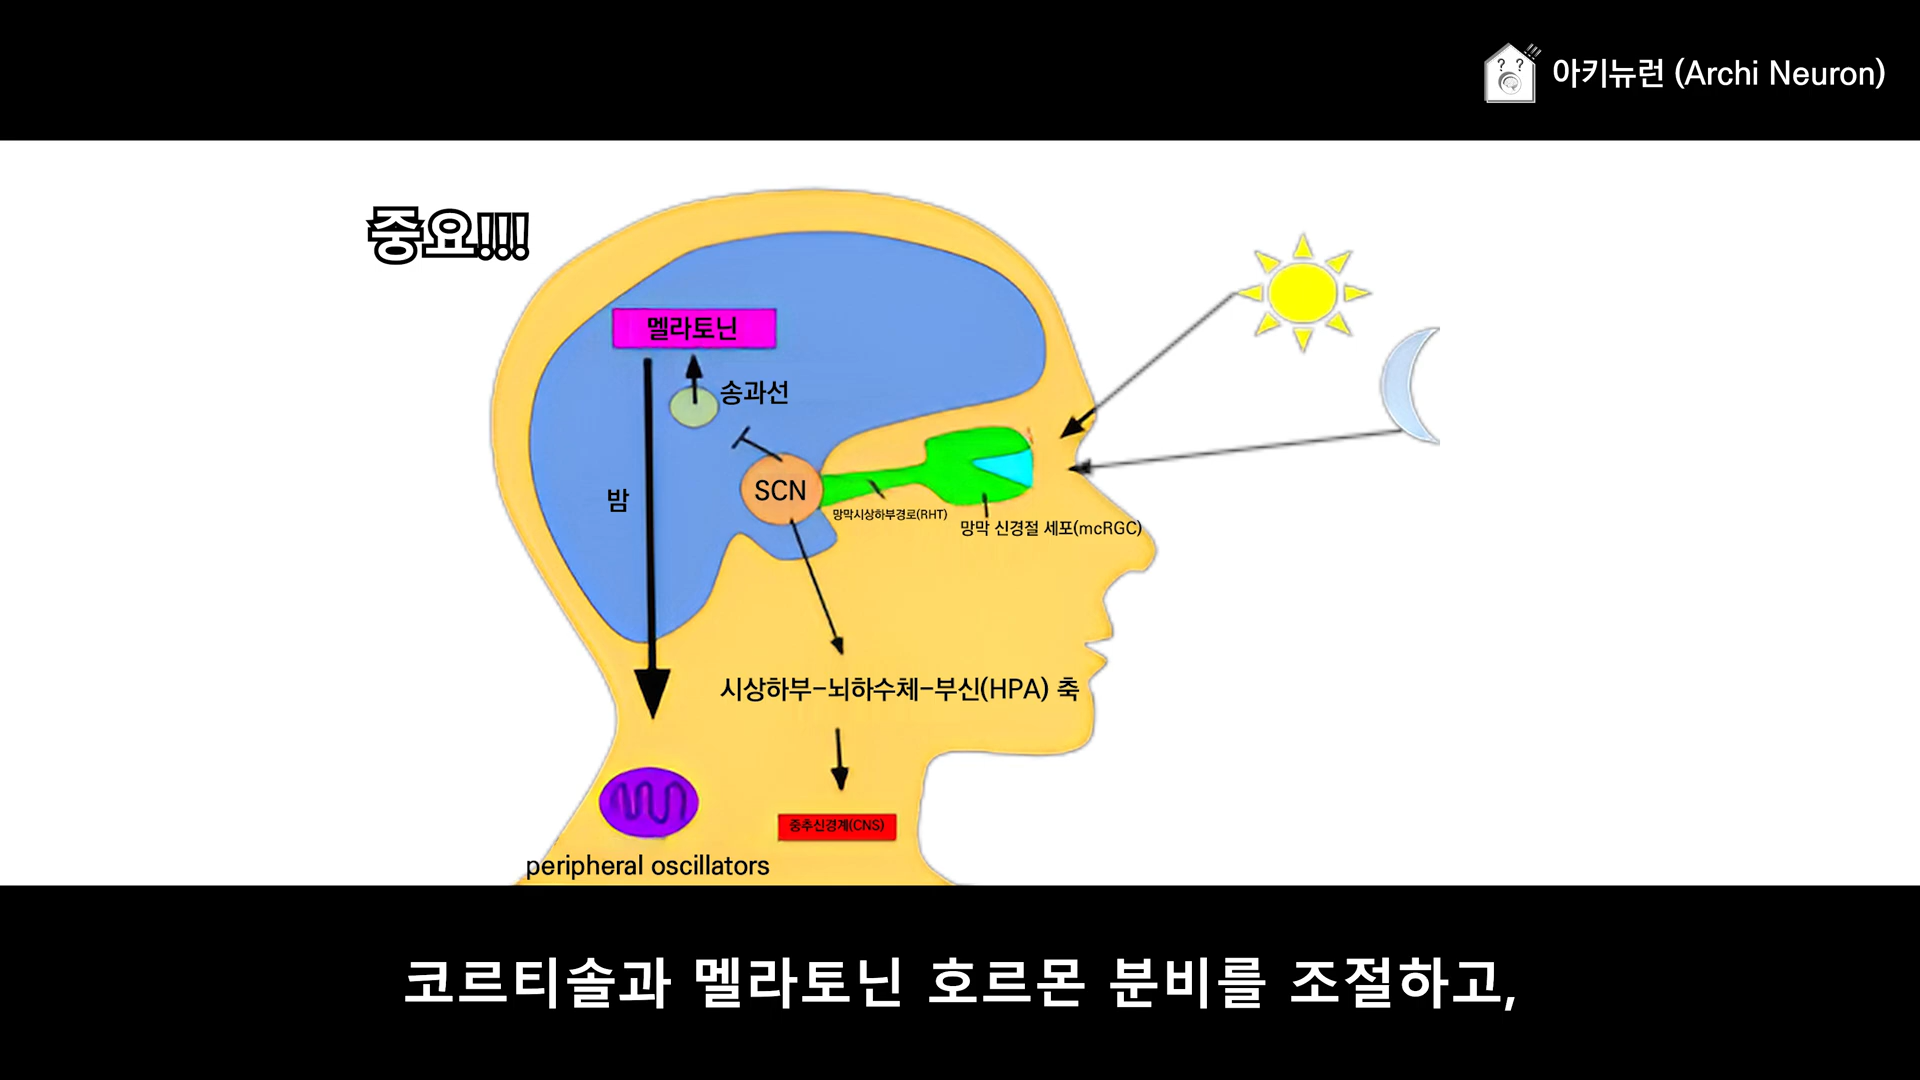 아키뉴런 (Archi Neuron)
중요!!!
멜라토닌
송과선
SCN
밤
망막시상하부경로(RHT)
망막 신경절 세포(mcRGC)
시상하부-뇌하수체-부신(HPA) 축
중추신경계(CNS)
peripheral oscillators
코르티솔과 멜라토닌 호르몬 분비를 조절하고,